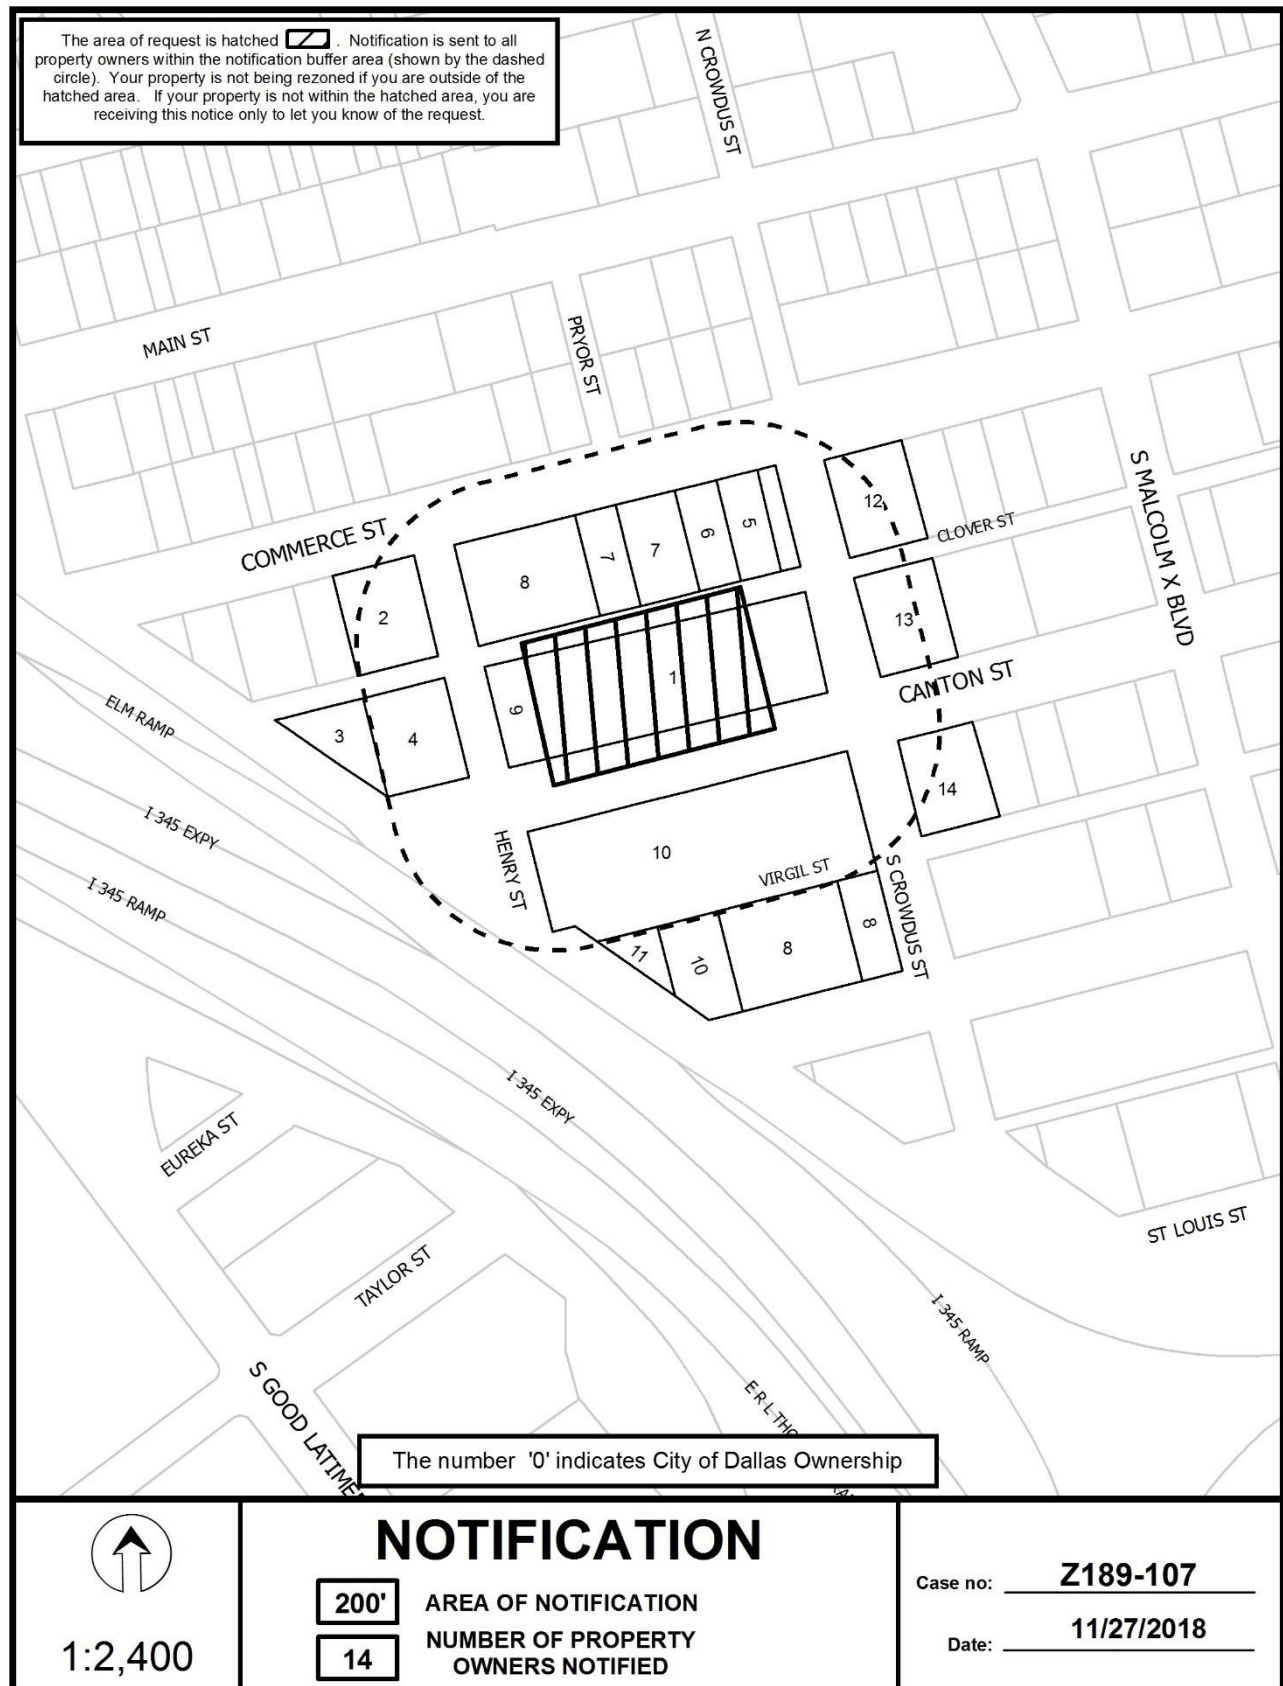 The area of request is hatched . Notification is sent to all
property owners within the notification buffer area (shown by the dashed
circle). Your property is not being rezoned if you are outside of the
hatched area. If your property is not within the hatched area, you are
receiving this notice only to let you know of the request.
N CROWDUS ST
MAIN ST
PRYOR ST
S MALCOLM X BLVD
COMMERCE ST
CLOVER ST
12
5
6
7
7
8
2
13
1
CANTON ST
9
ELM RAMP
3
4
14
I 345 EXPY
HENRY ST
10
VIRGIL ST
S CROWDUS ST
I 345 RAMP
11
10
8
8
I 345 EXPY
EUREKA ST
ST LOUIS ST
TAYLOR ST
I 345 RAMP
S GOOD LATIME
E R L THO
The number '0' indicates City of Dallas Ownership
1:2,400
NOTIFICATION
200' AREA OF NOTIFICATION
14 NUMBER OF PROPERTY
OWNERS NOTIFIED
Case no: Z189-107
Date: 11/27/2018